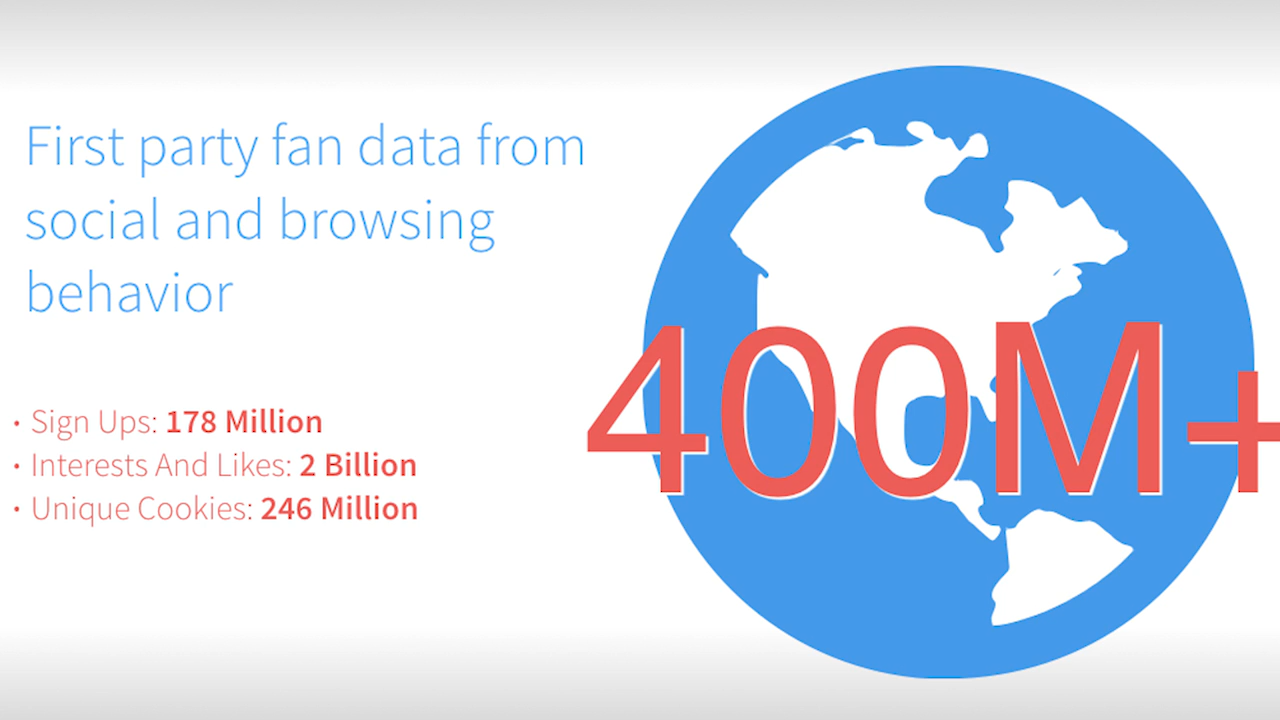 First party fan data from
social and browsing
behavior
• Sign Ups: 178 Million
• Interests And Likes: 2 Billion
• Unique Cookies: 246 Million
400M+